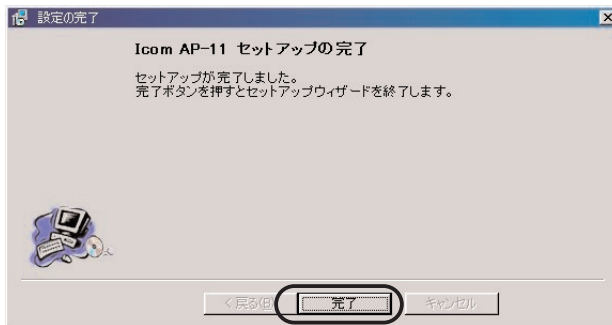 設定の完了
Icom AP-11 セットアップの完了
セットアップが完了しました。
完了ボタンを押すとセットアップウィザードを終了します。
< 戻る(B) 完了 キャンセル